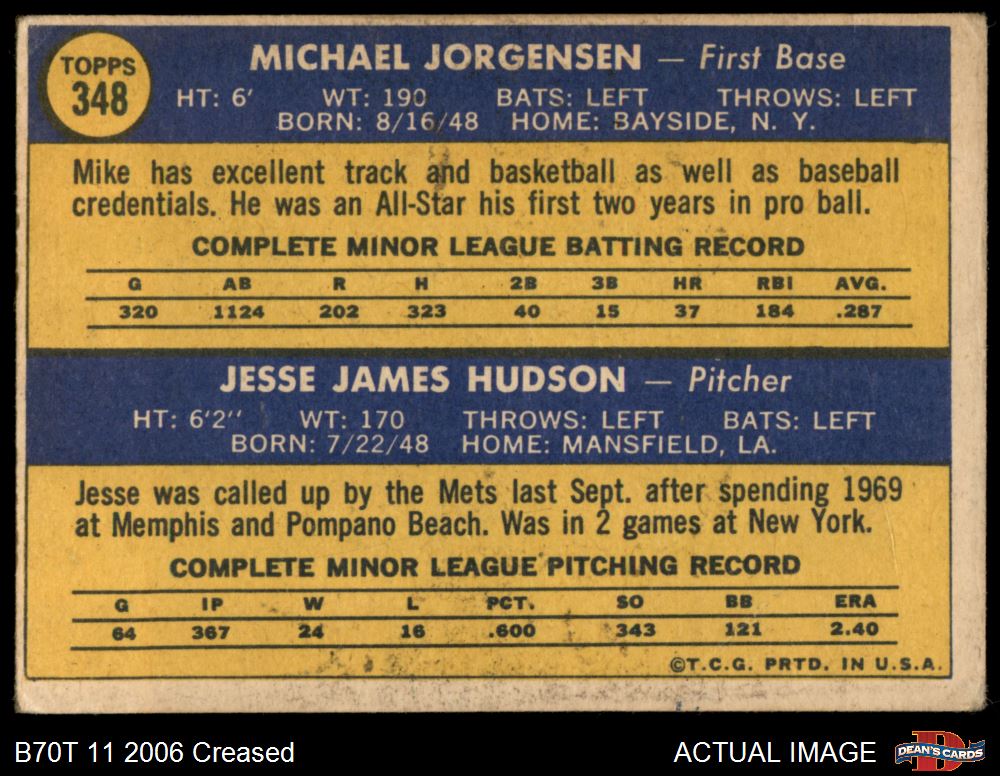 TOPPS
348
MICHAEL JORGENSEN — First Base
HT: 6' WT: 190 BATS: LEFT THROWS: LEFT
BORN: 8/16/48 HOME: BAYSIDE, N. Y.
Mike has excellent track and basketball as well as baseball
credentials. He was an All-Star his first two years in pro ball.
COMPLETE MINOR LEAGUE BATTING RECORD
G AB R H 2B 3B HR RBI AVG.
320 1124 202 323 40 15 37 184 .287
JESSE JAMES HUDSON — Pitcher
HT: 6'2'' WT: 170 THROWS: LEFT BATS: LEFT
BORN: 7/22/48 HOME: MANSFIELD, LA.
Jesse was called up by the Mets last Sept. after spending 1969
at Memphis and Pompano Beach. Was in 2 games at New York.
COMPLETE MINOR LEAGUE PITCHING RECORD
G IP W L PCT. SO BB ERA
64 367 24 16 .600 343 121 2.40
©T.C.G. PRTD. IN U.S.A.
B70T 11 2006 Creased ACTUAL IMAGE
D
DEAN'S CARDS